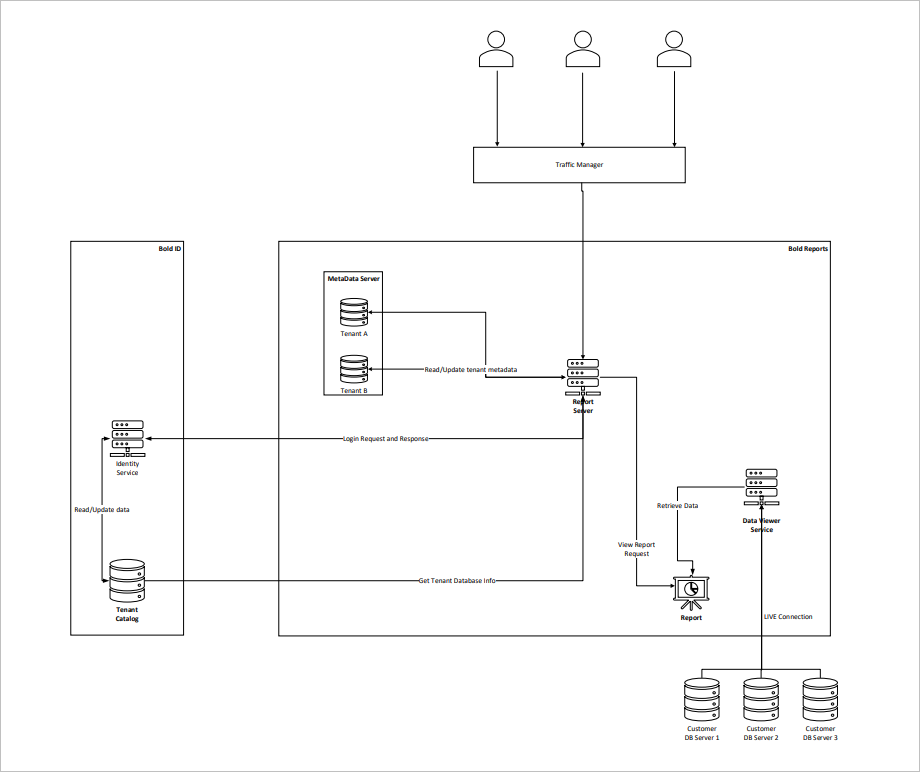 Traffic Manager
Bold ID
Bold Reports
MetaData Server
Tenant A
Read/Update tenant metadata
Tenant B
Report
Server
Login Request and Response
Identity
Service
Read/Update data
Retrieve Data
Data Viewer
Service
View Report
Request
Get Tenant Database Info
Tenant
Catalog
Report
LIVE Connection
Customer
DB Server 1
Customer
DB Server 2
Customer
DB Server 3